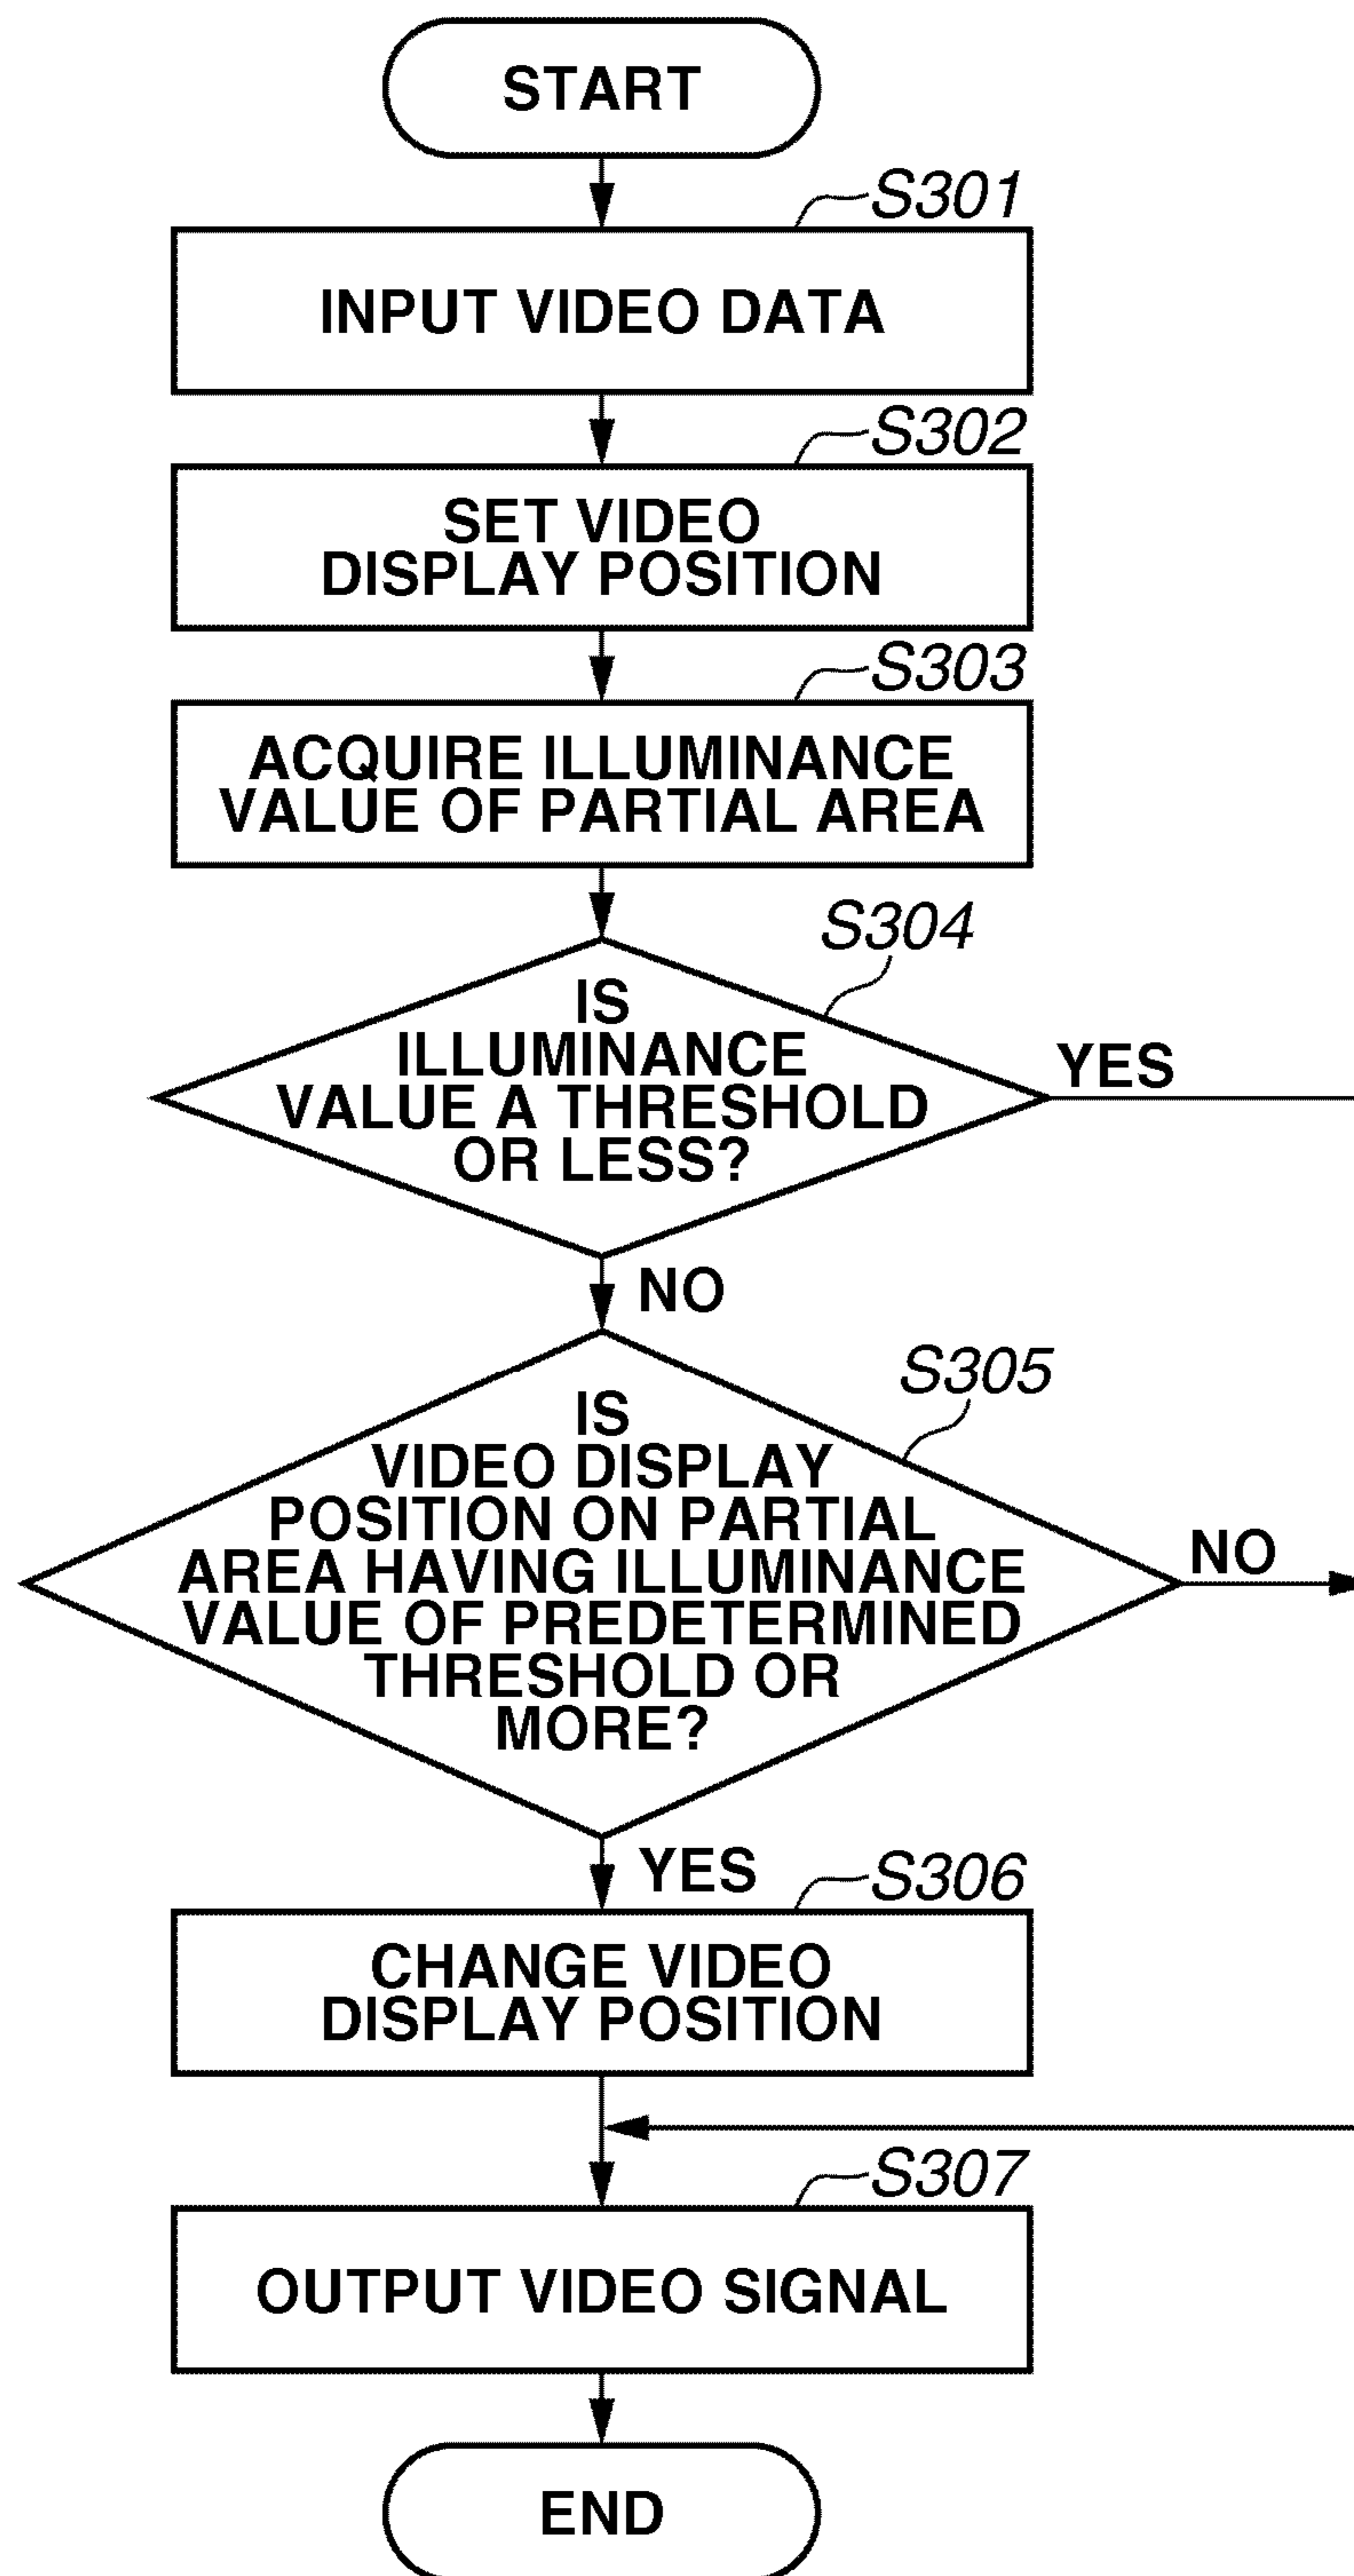 START
S301
INPUT VIDEO DATA
S302
SET VIDEO
DISPLAY POSITION
S303
ACQUIRE ILLUMINANCE
VALUE OF PARTIAL AREA
S304
IS
ILLUMINANCE
VALUE A THRESHOLD
OR LESS?
YES
NO
S305
IS
VIDEO DISPLAY
POSITION ON PARTIAL
AREA HAVING ILLUMINANCE
VALUE OF PREDETERMINED
THRESHOLD OR
MORE?
NO
YES
S306
CHANGE VIDEO
DISPLAY POSITION
S307
OUTPUT VIDEO SIGNAL
END